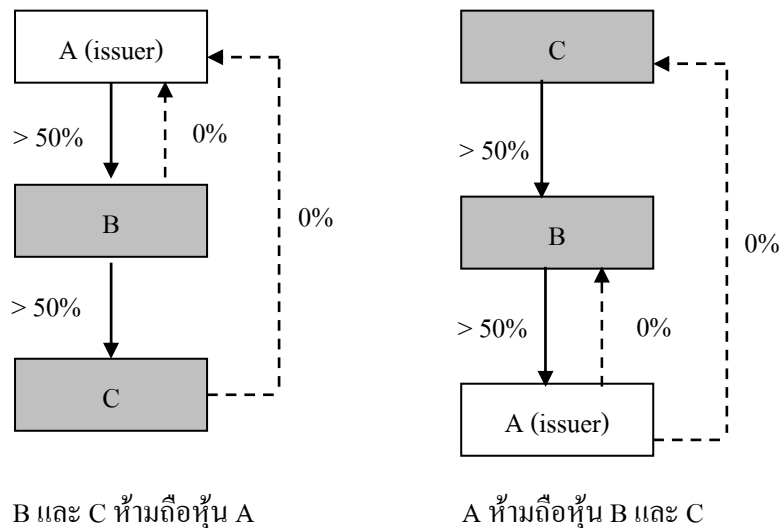 A (issuer)
> 50%
0%
B
0%
> 50%
C
B และ C ห้ามถือหุ้น A
C
> 50%
B
0%
> 50%
0%
A (issuer)
A ห้ามถือหุ้น B และ C